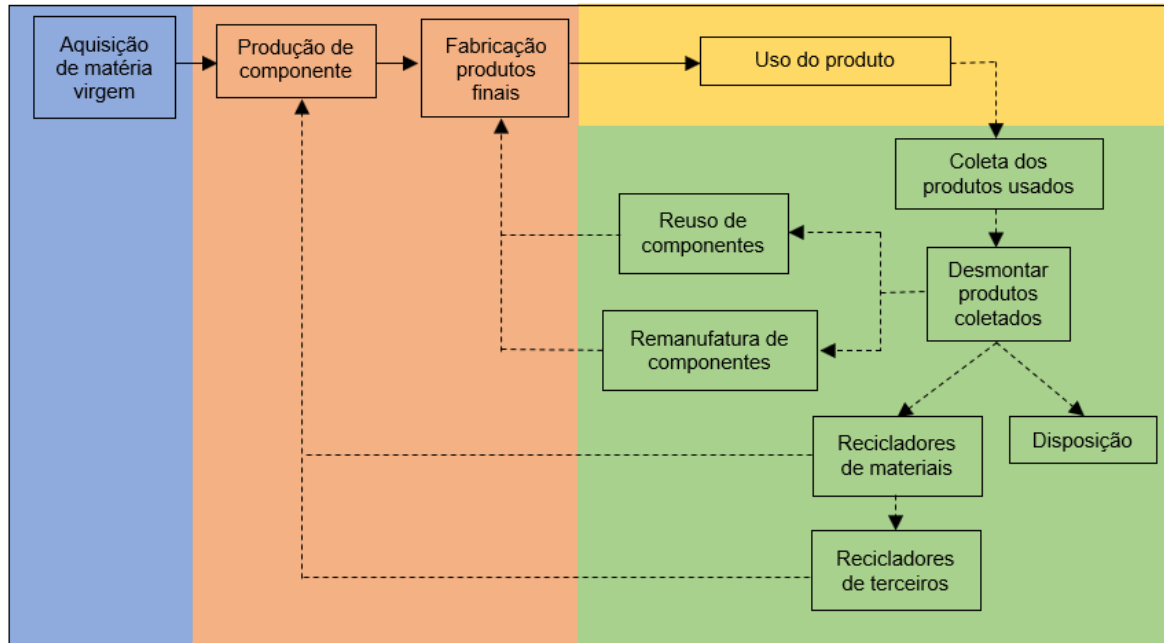 Aquisição
de matéria
virgem
Produção de
componente
Fabricação
produtos
finais
Uso do produto
Coleta dos
produtos usados
Reuso de
componentes
Desmontar
produtos
coletados
Remanufatura de
componentes
Recicladores
de materiais
Disposição
Recicladores
de terceiros